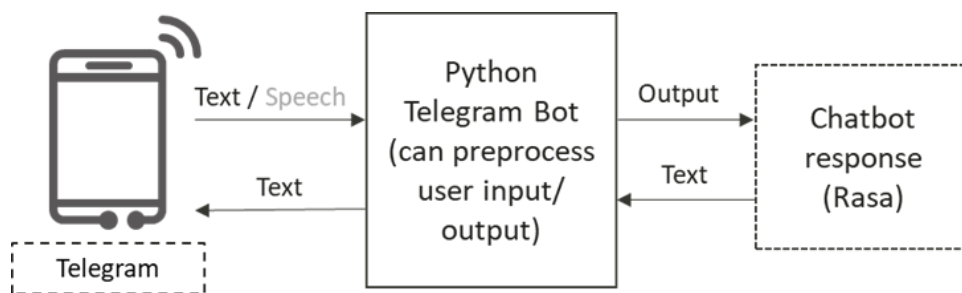 Text / Speech
Text
Telegram
Python
Telegram Bot
(can preprocess
user input/
output)
Output
Text
Chatbot
response
(Rasa)